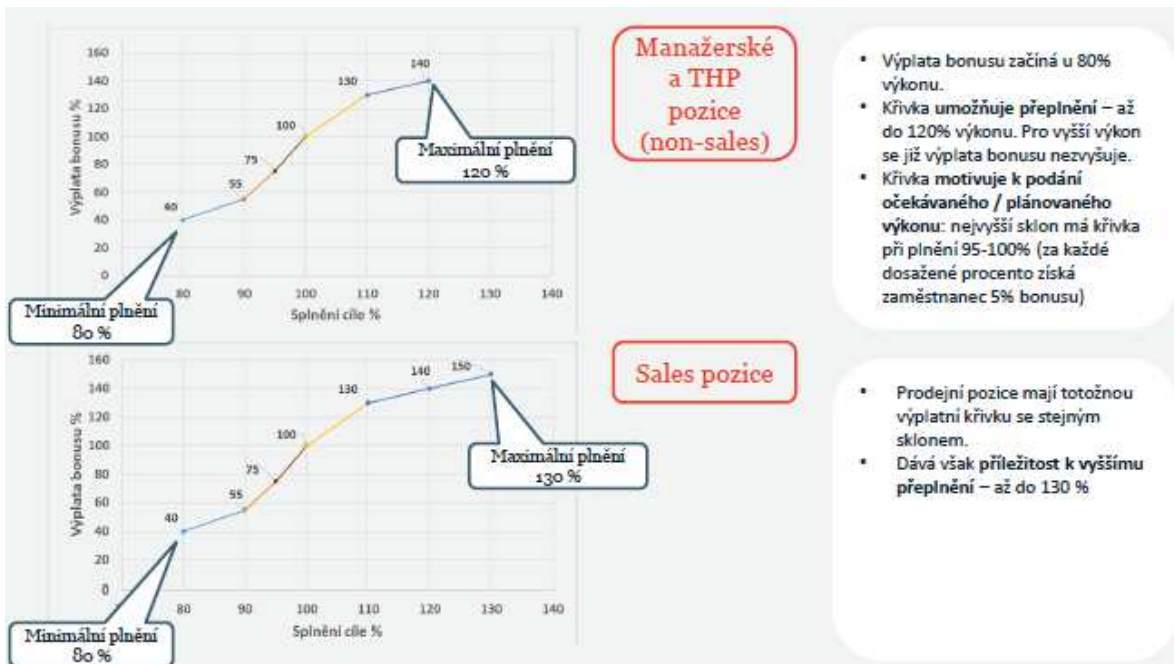 160
140
120
100
80
60
40
20
0
Výplata bonusu %
40
55
75
100
130
140
80
90
100
110
120
130
140
Splnění cíle %
Maximální plnění
120 %
Minimální plnění
80 %
Manažerské
a THP
pozice
(non-sales)
• Výplata bonusu začíná u 80%
výkonu.
• Křivka umožňuje přeplnění – až
do 120% výkonu. Pro vyšší výkon
se již výplata bonusu nezvyšuje.
• Křivka motivuje k podání
očekávaného / plánovaného
výkonu: nejvyšší sklon má křivka
při plnění 95-100% (za každé
dosažené procento získá
zaměstnanec 5% bonusu)
160
140
120
100
80
60
40
20
0
Výplata bonusu %
40
55
75
100
130
140
150
80
90
100
110
120
130
140
Splnění cíle %
Maximální plnění
130 %
Minimální plnění
80 %
Sales pozice
• Prodejní pozice mají totožnou
výplatní křivku se stejným
sklonem.
• Dává však příležitost k vyššímu
přeplnění – až do 130 %